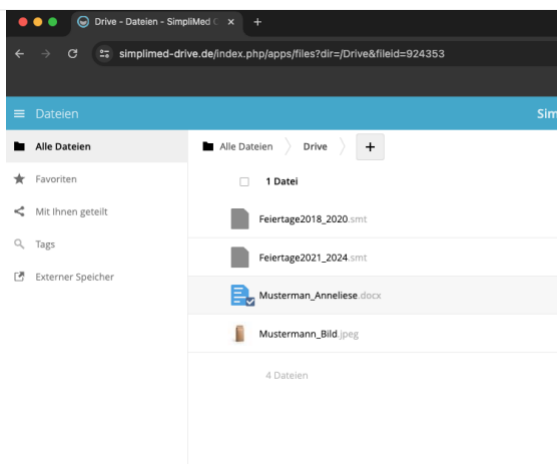 Drive - Dateien - SimpliMed
simplimed-drive.de/index.php/apps/files?dir=/Drive&fileid=924353
Dateien
Sim
Alle Dateien
Favoriten
Mit Ihnen geteilt
Tags
Externer Speicher
Alle Dateien
Drive
+
1 Datei
Feiertage2018_2020.smt
Feiertage2021_2024.smt
Musterman_Anneliese.docx
Mustermann_Bild.jpeg
4 Dateien